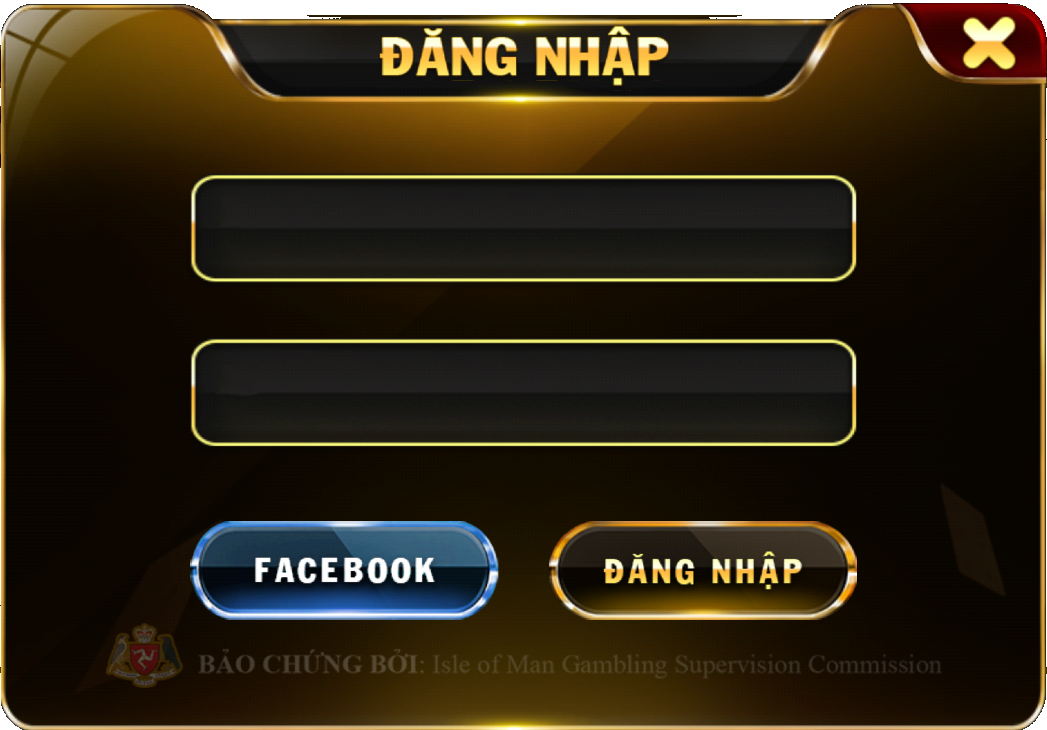 ĐĂNG NHẬP
FACEBOOK
ĐĂNG NHẬP
BẢO CHỨNG BỞI: Isle of Man Gambling Supervision Commission